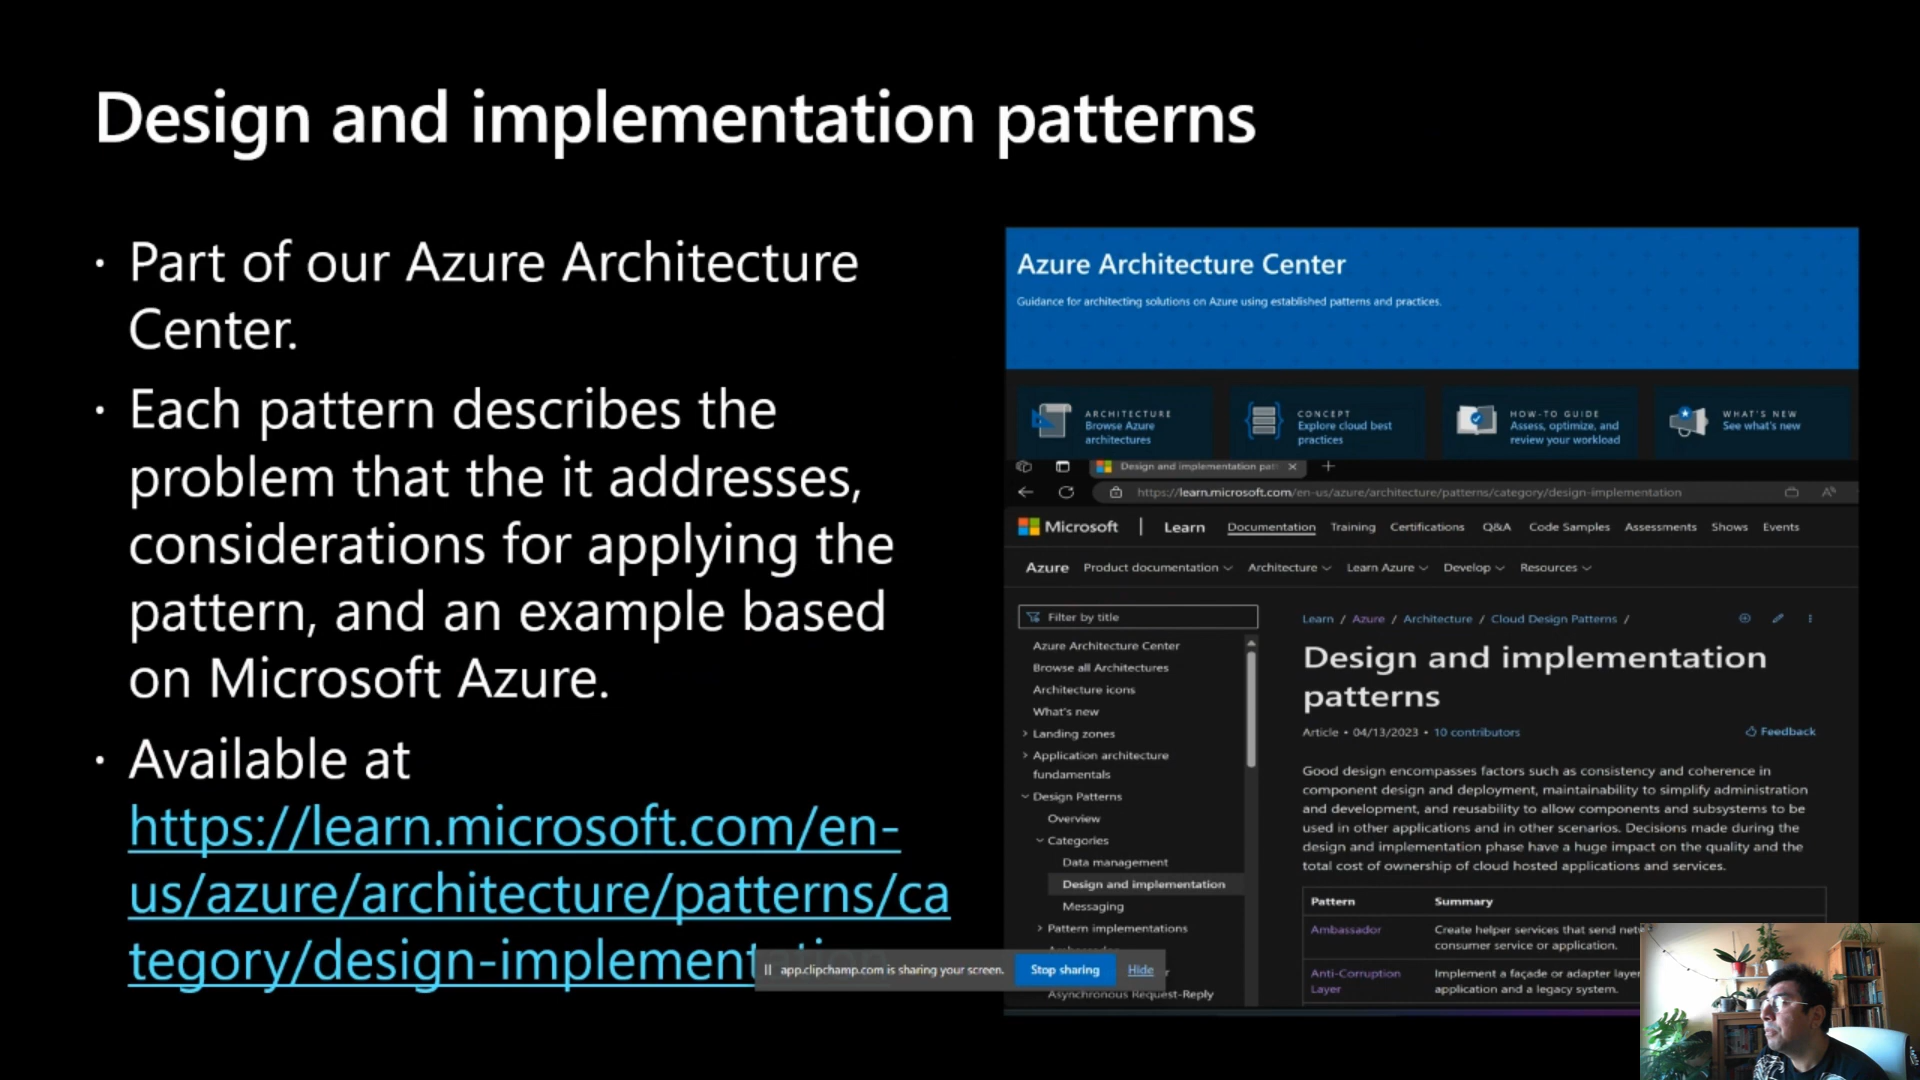 Design and implementation patterns
· Part of our Azure Architecture
Center.
· Each pattern describes the
problem that the it addresses,
considerations for applying the
pattern, and an example based
on Microsoft Azure.
· Available at
https://learn.microsoft.com/en-
us/azure/architecture/patterns/ca
tegory/design-implementation
Azure Architecture Center
Guidance for architecting solutions on Azure using established patterns and practices.
ARCHITECTURE
Browse Azure
architectures
CONCEPT
Explore cloud best
practices
HOW-TO GUIDE
Assess, optimize, and
review your workload
WHAT'S NEW
See what's new
Design and implementation pat
https://learn.microsoft.com/en-us/azure/architecture/patterns/category/design-implementation
Microsoft | Learn Documentation Training Certifications Q&A Code Samples Assessments Shows Events
Azure Product documentation Architecture Learn Azure Develop Resources
Filter by title
Azure Architecture Center
Browse all Architectures
Architecture icons
What's new
Landing zones
Application architecture
fundamentals
Design Patterns
Overview
Categories
Data management
Design and implementation
Messaging
Pattern implementations
Asynchronous Request-Reply
Learn / Azure / Architecture / Cloud Design Patterns /
Design and implementation
patterns
Article • 04/13/2023 • 10 contributors
Feedback
Good design encompasses factors such as consistency and coherence in
component design and deployment, maintainability to simplify administration
and development, and reusability to allow components and subsystems to be
used in other applications and in other scenarios. Decisions made during the
design and implementation phase have a huge impact on the quality and the
total cost of ownership of cloud hosted applications and services.
Pattern Summary
Ambassador Create helper services that send
consumer service or application.
Anti-Corruption Implement a façade or adapter layer
Layer application and a legacy system.
app.clipchamp.com is sharing your screen. Stop sharing Hide